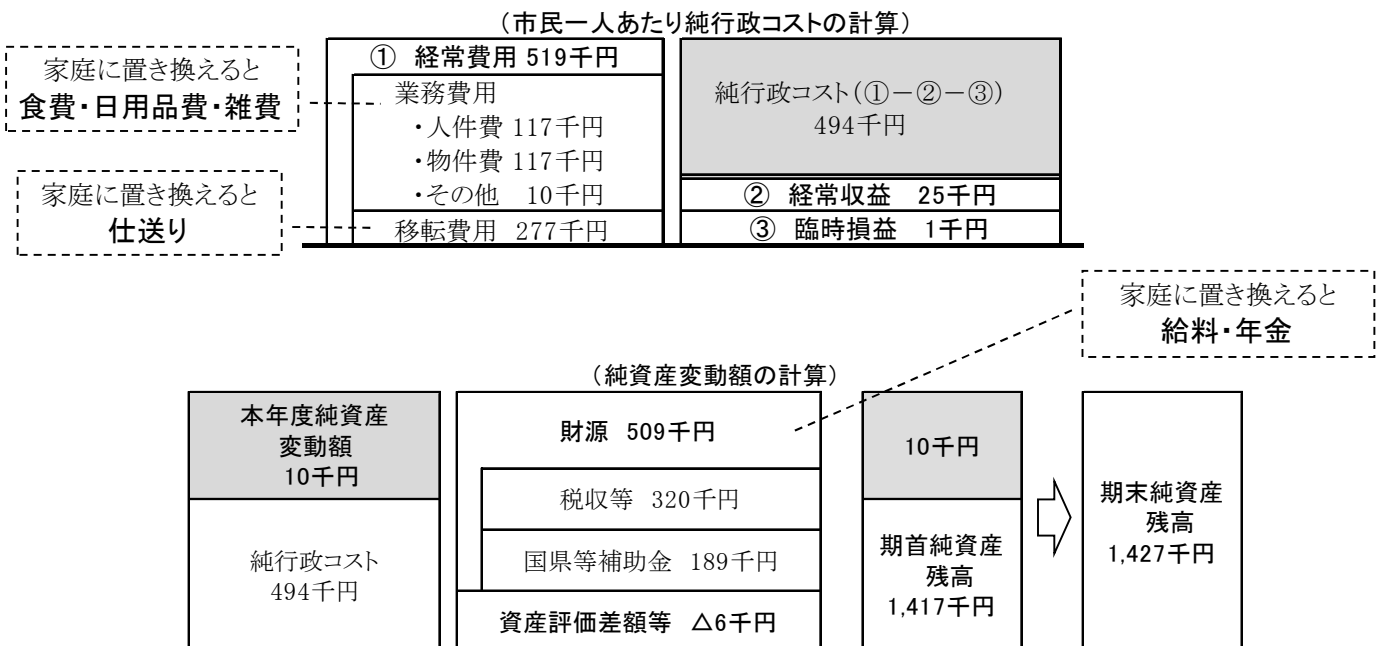 （市民一人あたり純行政コストの計算）
家庭に置き換えると
食費・日用品費・雑費
① 経常費用 519千円
業務費用
・人件費 117千円
・物件費 117千円
・その他 10千円
家庭に置き換えると
仕送り
移転費用 277千円
純行政コスト（①－②－③）
494千円
② 経常収益 25千円
③ 臨時損益 1千円
家庭に置き換えると
給料・年金
（純資産変動額の計算）
本年度純資産
変動額
10千円
純行政コスト
494千円
財源 509千円
税収等 320千円
国県等補助金 189千円
資産評価差額等 △6千円
10千円
期首純資産
残高
1,417千円
期末純資産
残高
1,427千円